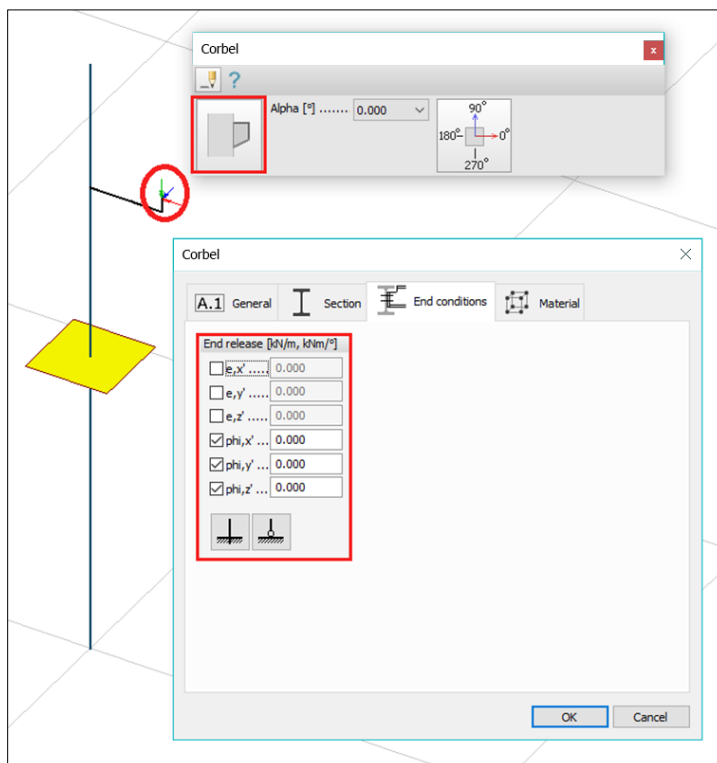 Corbel
x
?
Alpha [°] ....... 0.000
90°
180° 0°
270°
Corbel
A.1 General Section End conditions Material
End release [kN/m, kNm/°]
e,x' ..... 0.000
e,y' ..... 0.000
e,z' ..... 0.000
phi,x' ... 0.000
phi,y' ... 0.000
phi,z' ... 0.000
OK Cancel